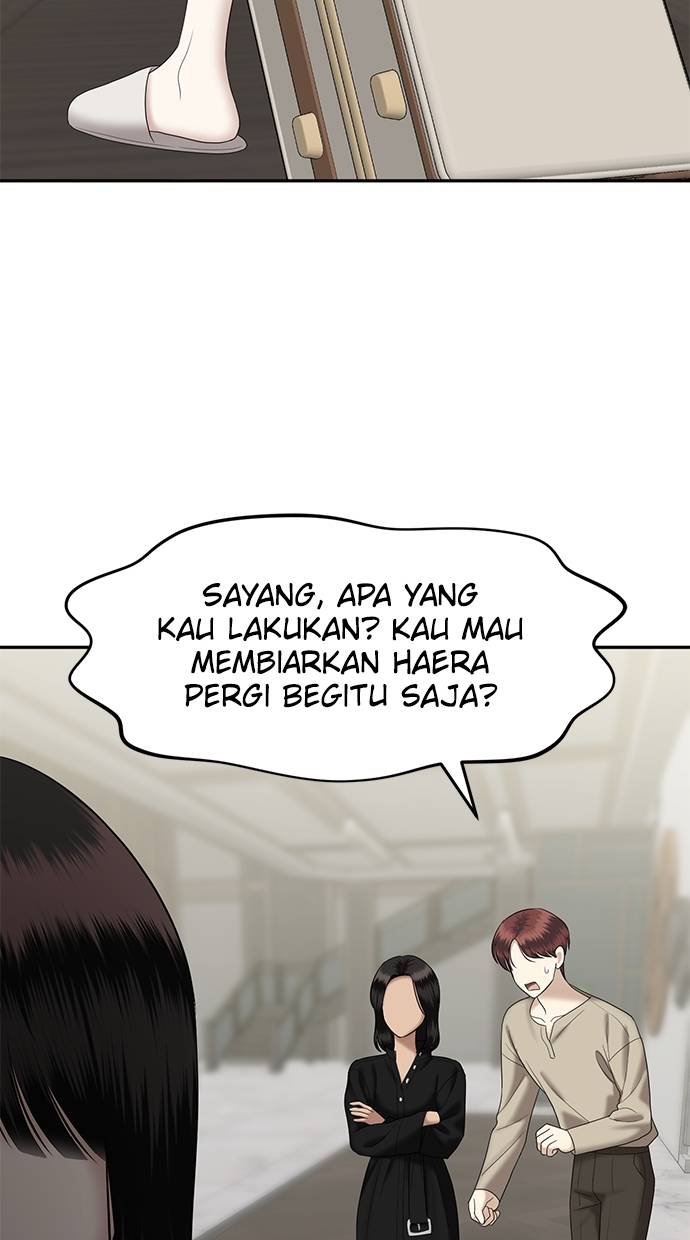 SAYANG, APA YANG
KAU LAKUKAN? KAU MAU
MEMBIARKAN HAERA
PERGI BEGITU SAJA?